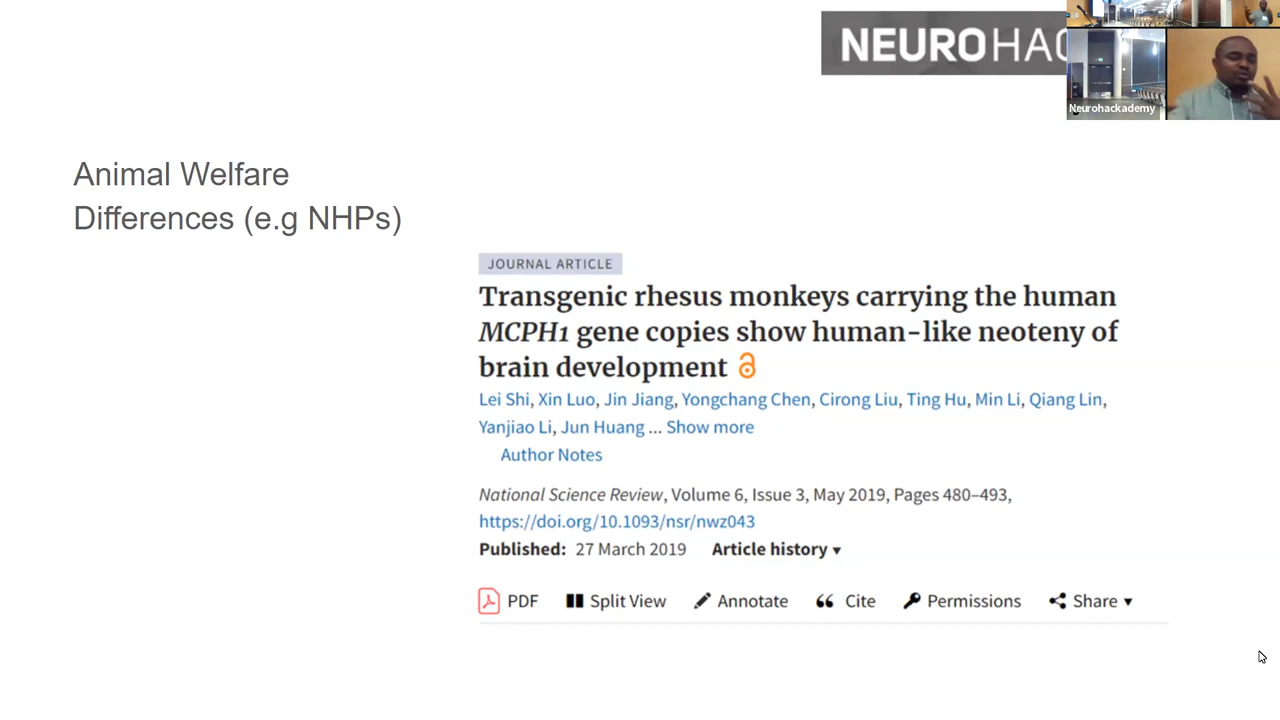 NEUROHAC
Neurohackademy
Animal Welfare
Differences (e.g NHPs)
JOURNAL ARTICLE
Transgenic rhesus monkeys carrying the human
MCPH1 gene copies show human-like neoteny of
brain development
Lei Shi, Xin Luo, Jin Jiang, Yongchang Chen, Cirong Liu, Ting Hu, Min Li, Qiang Lin,
Yanjiao Li, Jun Huang ... Show more
Author Notes
National Science Review, Volume 6, Issue 3, May 2019, Pages 480–493,
https://doi.org/10.1093/nsr/nwz043
Published: 27 March 2019 Article history ▾
PDF Split View Annotate Cite Permissions Share ▾